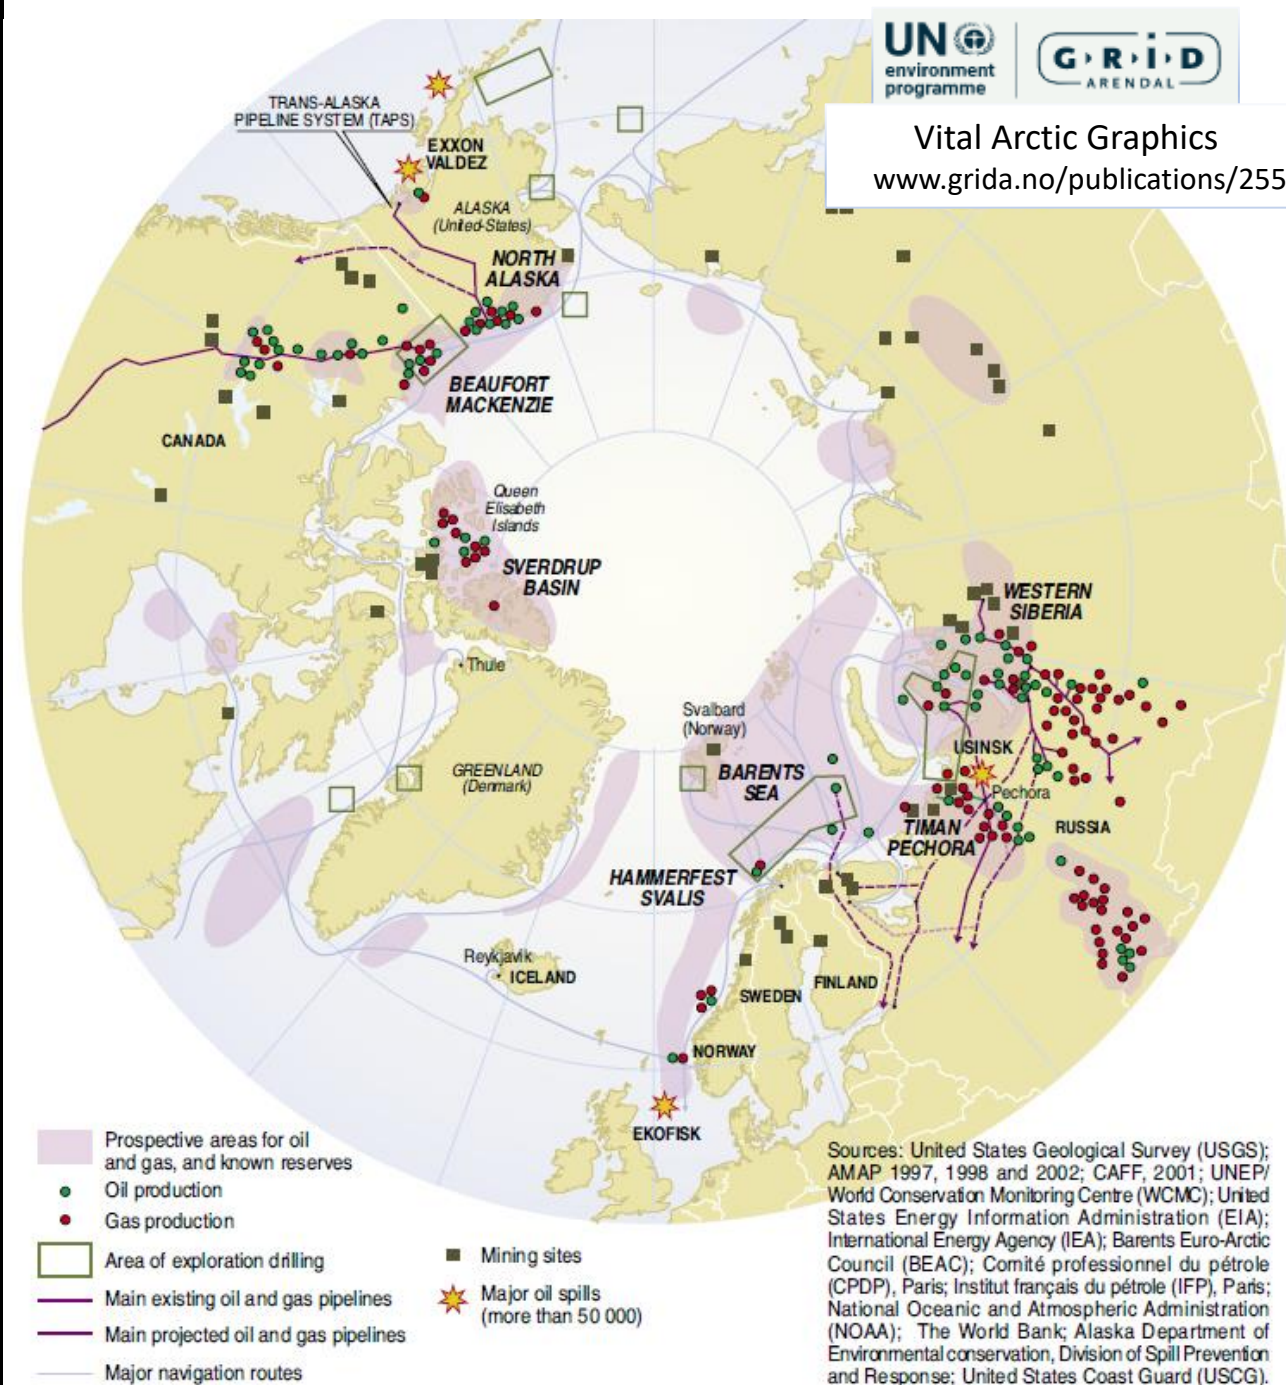 UN
environment
programme
G·R·I·D
ARENDAL
Vital Arctic Graphics
www.grida.no/publications/255
TRANS-ALASKA
PIPELINE SYSTEM (TAPS)
EXXON
VALDEZ
ALASKA
(United-States)
NORTH
ALASKA
BEAUFORT
MACKENZIE
CANADA
Queen
Elisabeth
Islands
SVERDRUP
BASIN
WESTERN
SIBERIA
Thule
Svalbard
(Norway)
GREENLAND
(Denmark)
BARENTS
SEA
USINSK
Pechora
TIMAN
PECHORA
RUSSIA
HAMMERFEST
SVALIS
Reykjavik
ICELAND
SWEDEN
FINLAND
NORWAY
EKOFISK
Prospective areas for oil
and gas, and known reserves
Oil production
Gas production
Area of exploration drilling
Main existing oil and gas pipelines
Main projected oil and gas pipelines
Major navigation routes
Mining sites
Major oil spills
(more than 50 000)
Sources: United States Geological Survey (USGS);
AMAP 1997, 1998 and 2002; CAFF, 2001; UNEP/
World Conservation Monitoring Centre (WCMC); United
States Energy Information Administration (EIA);
International Energy Agency (IEA); Barents Euro-Arctic
Council (BEAC); Comité professionnel du pétrole
(CPDP), Paris; Institut français du pétrole (IFP), Paris;
National Oceanic and Atmospheric Administration
(NOAA); The World Bank; Alaska Department of
Environmental conservation, Division of Spill Prevention
and Response; United States Coast Guard (USCG).